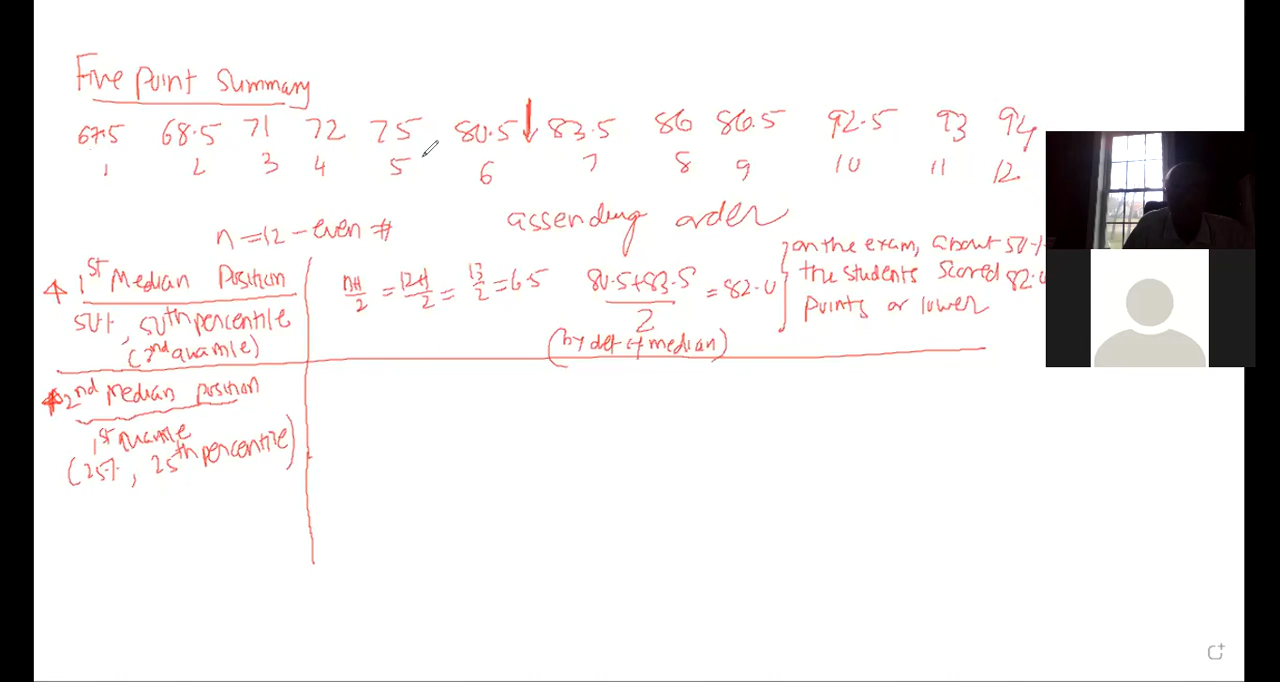 Five Point Summary
67.5 68.5 71 72 75 80.5 83.5 86 86.5 92.5 93 94
1 2 3 4 5 6 7 8 9 10 11 12
assending order
n = 12 - even #
1st Median Position
50%, 50th percentile
(2nd quartile)
n+1/2 = 12+1/2 = 13/2 = 6.5
80.5+83.5/2 = 82.0
(by def of median)
on the exam, about 50%
the students scored 82.0
points or lower
2nd Median position
1st quartile
(25%, 25th percentile)